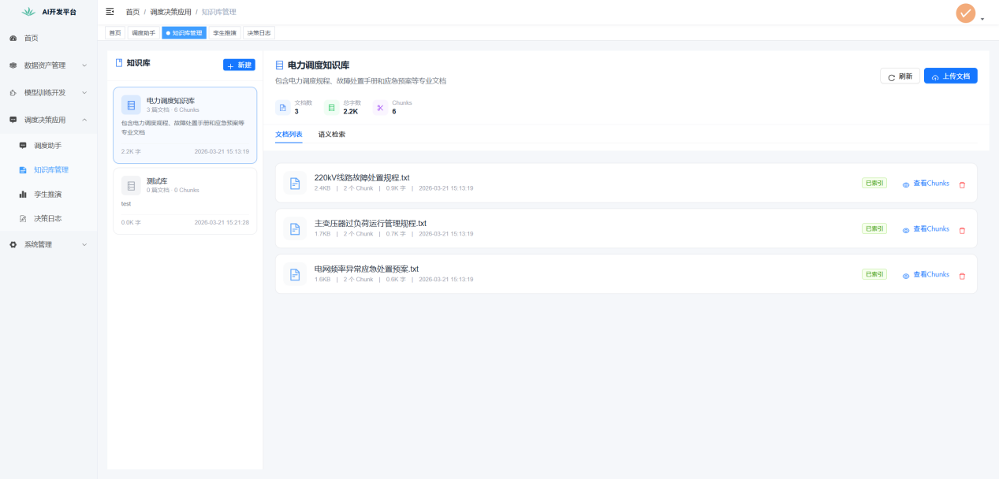 AI开发平台
首页 / 调度决策应用 / 知识库管理
首页 调度助手 知识库管理 孪生推演 决策日志
首页
数据资产管理
模型训练开发
调度决策应用
调度助手
知识库管理
孪生推演
决策日志
系统管理
知识库
+ 新建
电力调度知识库
3 篇文档 · 6 Chunks
包含电力调度规程、故障处置手册和应急预案等
专业文档
2.2K 字 2026-03-21 15:13:19
测试库
0 篇文档 · 0 Chunks
test
0.0K 字 2026-03-21 15:21:28
电力调度知识库
包含电力调度规程、故障处置手册和应急预案等专业文档
刷新 上传文档
文档数 总字数 Chunks
3 2.2K 6
文档列表 语义检索
220kV线路故障处置规程.txt
2.4KB | 2 个 Chunk | 0.9K 字 | 2026-03-21 15:13:19
已索引 查看Chunks
主变压器过负荷运行管理规程.txt
1.7KB | 2 个 Chunk | 0.7K 字 | 2026-03-21 15:13:19
已索引 查看Chunks
电网频率异常应急处置预案.txt
1.6KB | 2 个 Chunk | 0.6K 字 | 2026-03-21 15:13:19
已索引 查看Chunks